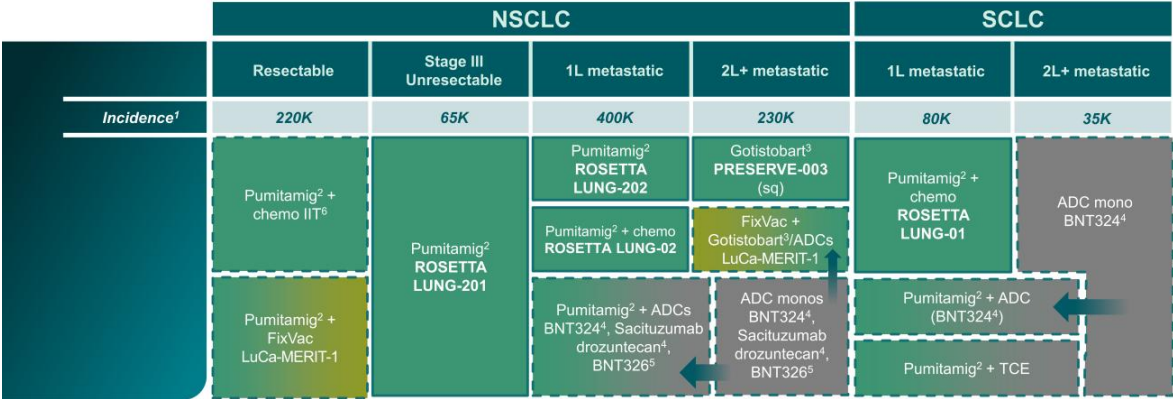 NSCLC
SCLC
Resectable
Stage III
Unresectable
1L metastatic
2L+ metastatic
1L metastatic
2L+ metastatic
Incidence¹
220K
65K
400K
230K
80K
35K
Pumitamig² +
chemo IIT⁶
Pumitamig² +
FixVac
LuCa-MERIT-1
Pumitamig²
ROSETTA
LUNG-201
Pumitamig²
ROSETTA
LUNG-202
Pumitamig² + chemo
ROSETTA LUNG-02
Pumitamig² + ADCs
BNT324⁴, Sacituzumab
drozuntecan⁴,
BNT326⁵
Gotistobart³
PRESERVE-003
(sq)
FixVac +
Gotistobart³/ADCs
LuCa-MERIT-1
ADC monos
BNT324⁴,
Sacituzumab
drozuntecan⁴,
BNT326⁵
Pumitamig² +
chemo
ROSETTA
LUNG-01
Pumitamig² + ADC
(BNT324⁴)
Pumitamig² + TCE
ADC mono
BNT324⁴